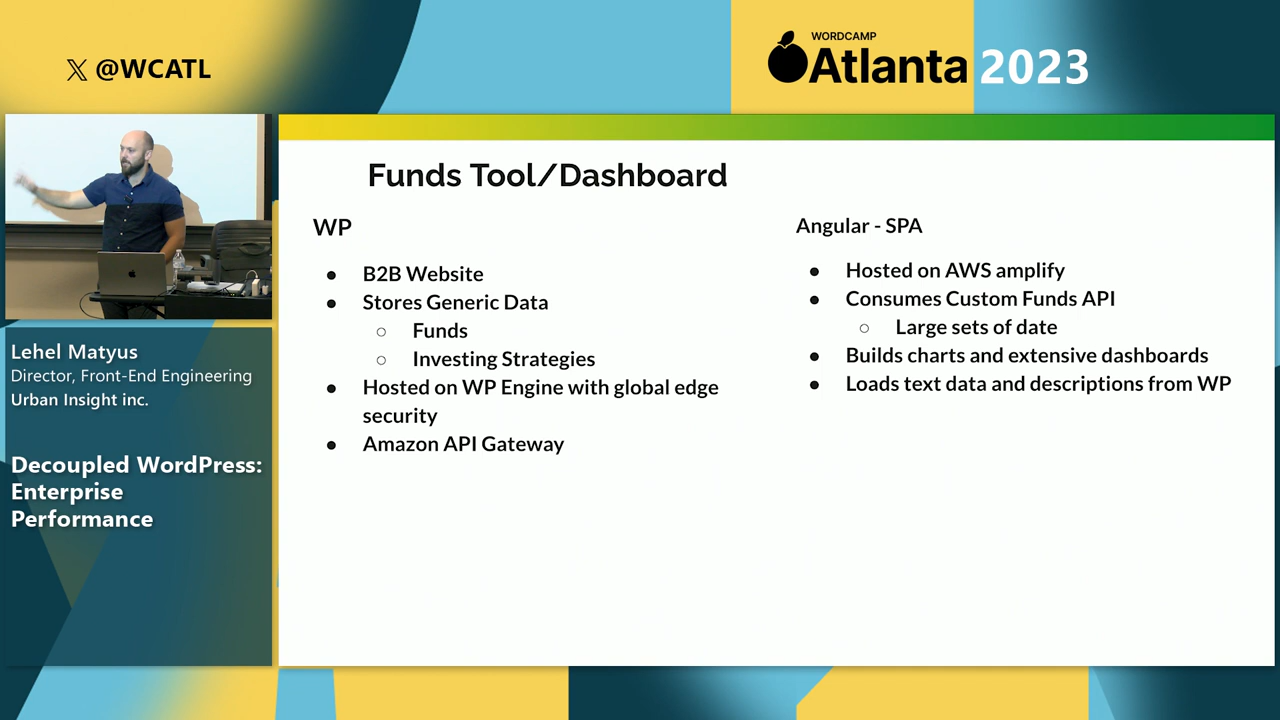 𝕏 @WCATL
WORDCAMP
Atlanta 2023
Lehel Matyus
Director, Front-End Engineering
Urban Insight inc.
Decoupled WordPress:
Enterprise
Performance
Funds Tool/Dashboard
WP
● B2B Website
● Stores Generic Data
○ Funds
○ Investing Strategies
● Hosted on WP Engine with global edge
security
● Amazon API Gateway
Angular - SPA
● Hosted on AWS amplify
● Consumes Custom Funds API
○ Large sets of date
● Builds charts and extensive dashboards
● Loads text data and descriptions from WP